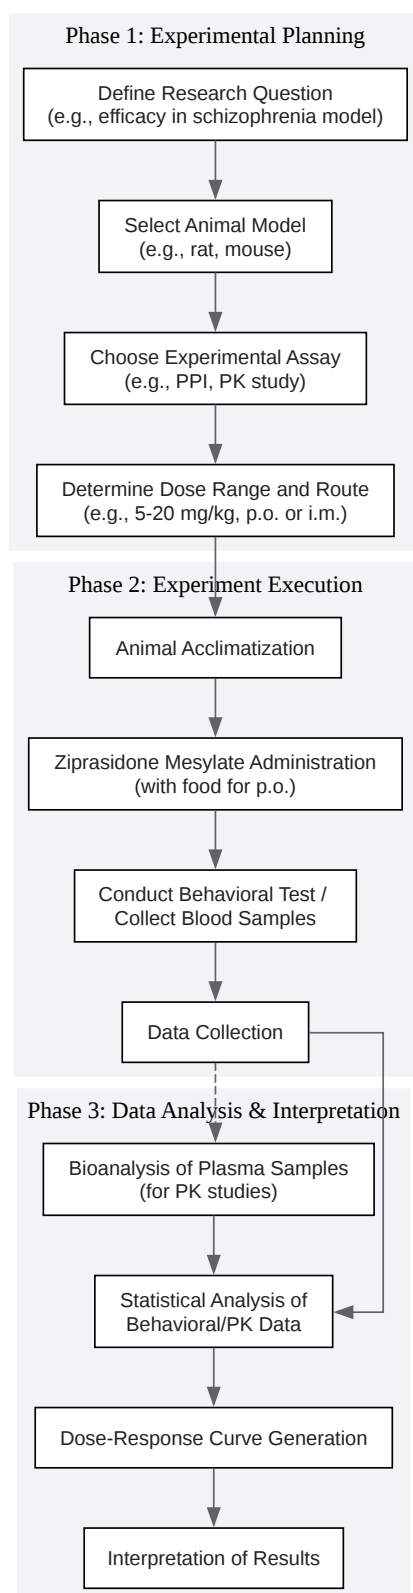 Phase 1: Experimental Planning
Define Research Question
(e.g., efficacy in schizophrenia model)
Select Animal Model
(e.g., rat, mouse)
Choose Experimental Assay
(e.g., PPI, PK study)
Determine Dose Range and Route
(e.g., 5-20 mg/kg, p.o. or i.m.)
Phase 2: Experiment Execution
Animal Acclimatization
Ziprasidone Mesylate Administration
(with food for p.o.)
Conduct Behavioral Test /
Collect Blood Samples
Data Collection
Phase 3: Data Analysis & Interpretation
Bioanalysis of Plasma Samples
(for PK studies)
Statistical Analysis of
Behavioral/PK Data
Dose-Response Curve Generation
Interpretation of Results